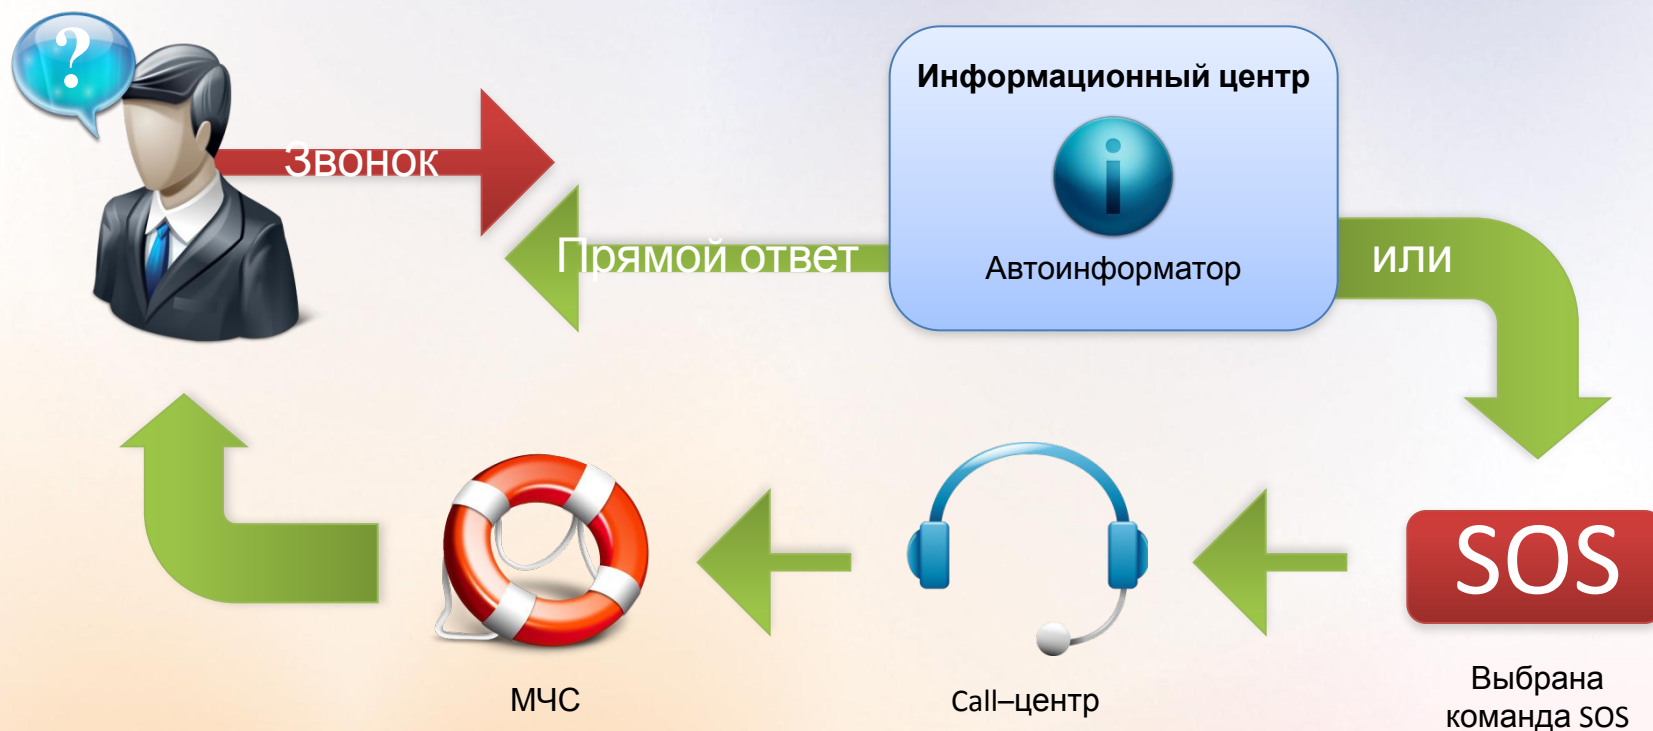 ?
Информационный центр
Звонок
i
Прямой ответ
Автоинформатор
или
SOS
МЧС
Call–центр
Выбрана
команда SOS